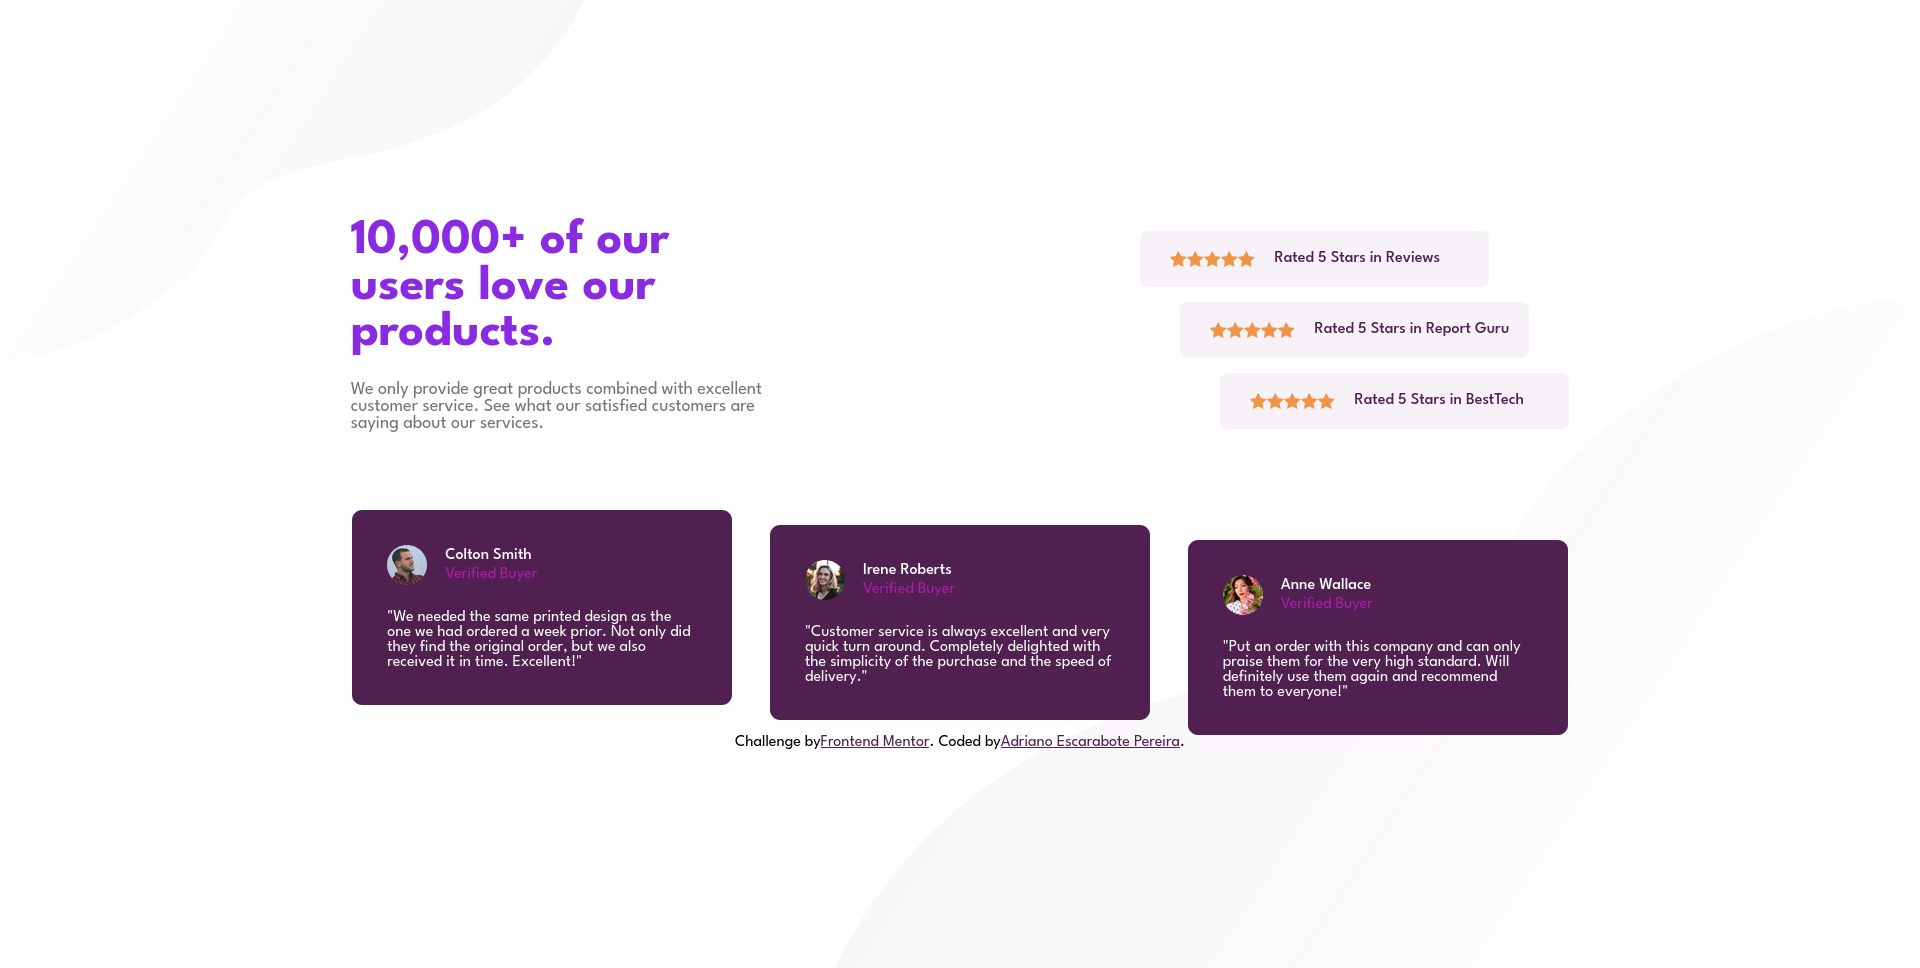 10,000+ of our
users love our
products.
We only provide great products combined with excellent
customer service. See what our satisfied customers are
saying about our services.
Rated 5 Stars in Reviews
Rated 5 Stars in Report Guru
Rated 5 Stars in BestTech
Colton Smith
Verified Buyer
"We needed the same printed design as the
one we had ordered a week prior. Not only did
they find the original order, but we also
received it in time. Excellent!"
Irene Roberts
Verified Buyer
"Customer service is always excellent and very
quick turn around. Completely delighted with
the simplicity of the purchase and the speed of
delivery."
Anne Wallace
Verified Buyer
"Put an order with this company and can only
praise them for the very high standard. Will
definitely use them again and recommend
them to everyone!"
Challenge byFrontend Mentor. Coded byAdriano Escarabote Pereira.